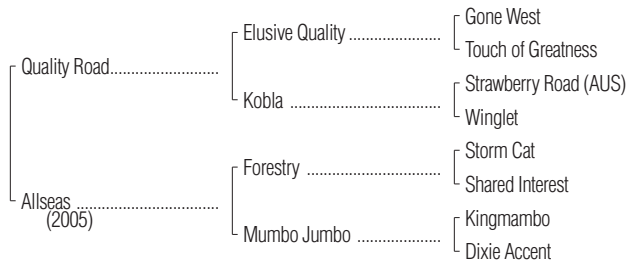 Gone West
Elusive Quality ....................
Touch of Greatness
Quality Road........................
Strawberry Road (AUS)
Kobla .................................
Winglet
Storm Cat
Forestry .............................
Shared Interest
Allseas ...............................
(2005)
Kingmambo
Mumbo Jumbo ..................
Dixie Accent